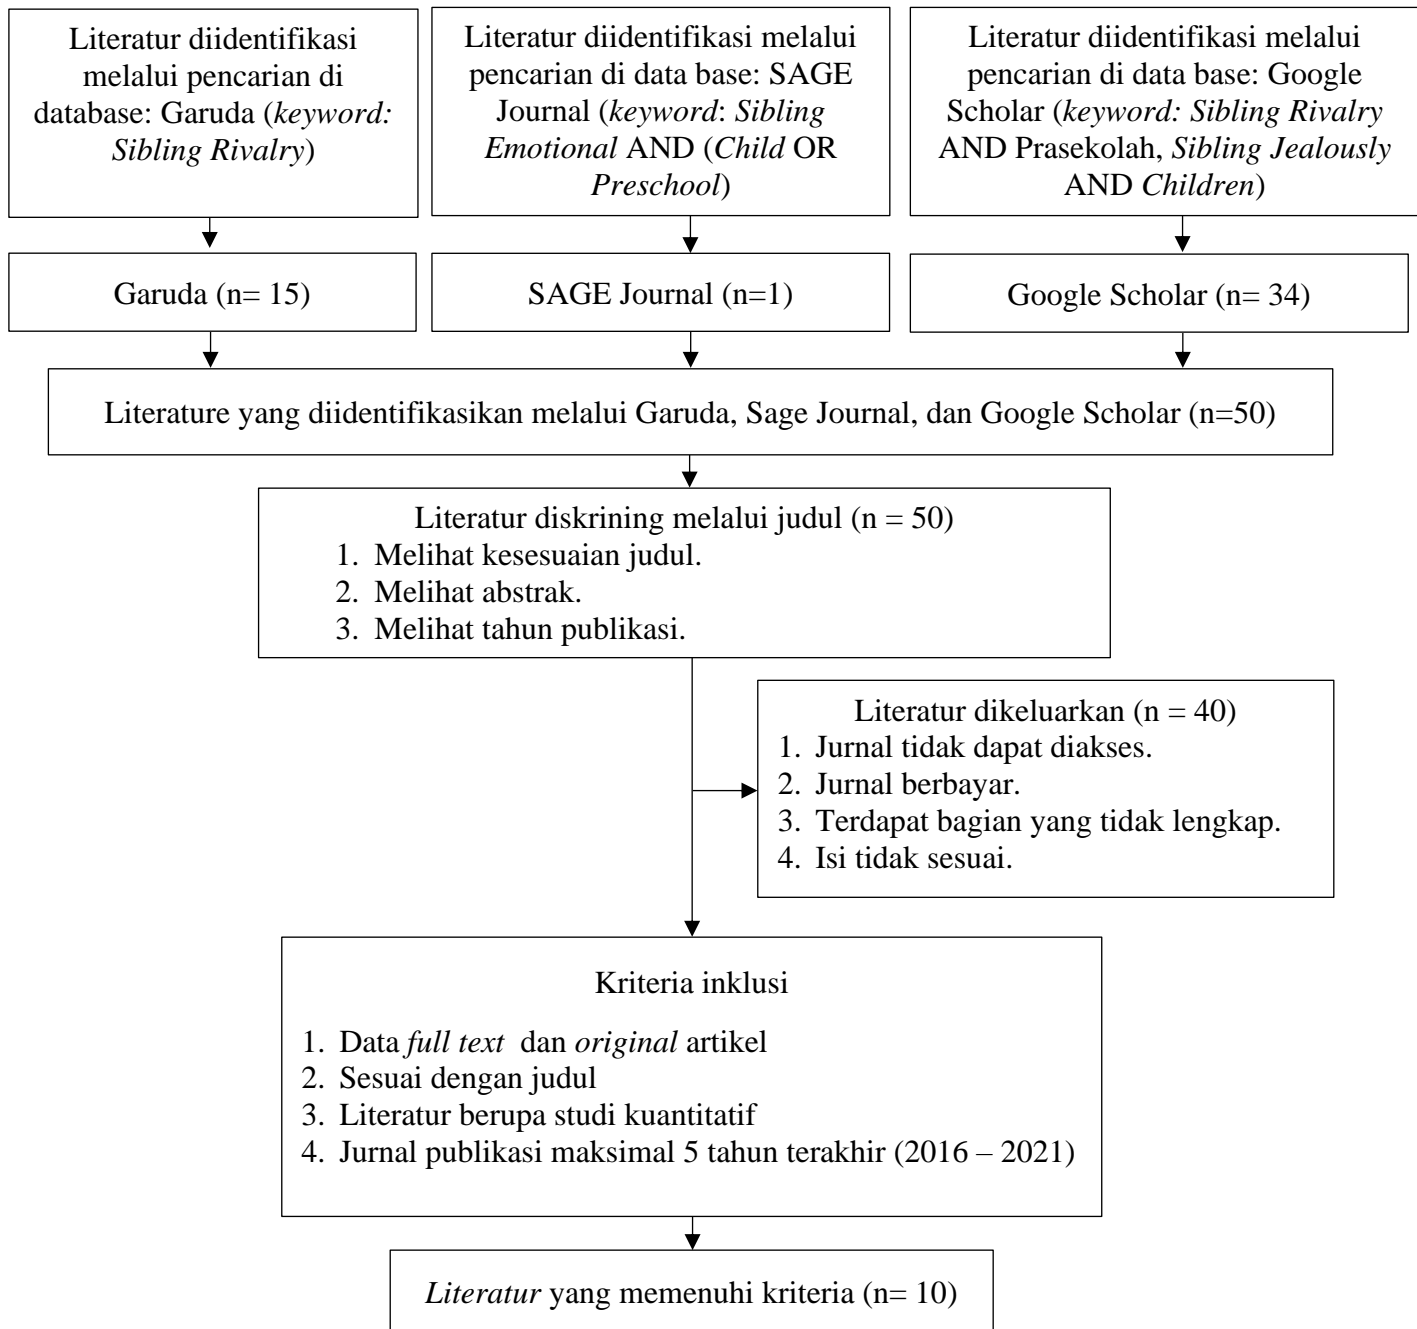 Literatur diidentifikasi
melalui pencarian di
database: Garuda (keyword:
Sibling Rivalry)
Literatur diidentifikasi melalui
pencarian di data base: SAGE
Journal (keyword: Sibling
Emotional AND (Child OR
Preschool)
Literatur diidentifikasi melalui
pencarian di data base: Google
Scholar (keyword: Sibling Rivalry
AND Prasekolah, Sibling Jealously
AND Children)
Garuda (n= 15)
SAGE Journal (n=1)
Google Scholar (n= 34)
Literature yang diidentifikasikan melalui Garuda, Sage Journal, dan Google Scholar (n=50)
Literatur diskrining melalui judul (n = 50)
1. Melihat kesesuaian judul.
2. Melihat abstrak.
3. Melihat tahun publikasi.
Literatur dikeluarkan (n = 40)
1. Jurnal tidak dapat diakses.
2. Jurnal berbayar.
3. Terdapat bagian yang tidak lengkap.
4. Isi tidak sesuai.
Kriteria inklusi
1. Data full text dan original artikel
2. Sesuai dengan judul
3. Literatur berupa studi kuantitatif
4. Jurnal publikasi maksimal 5 tahun terakhir (2016 – 2021)
Literatur yang memenuhi kriteria (n= 10)